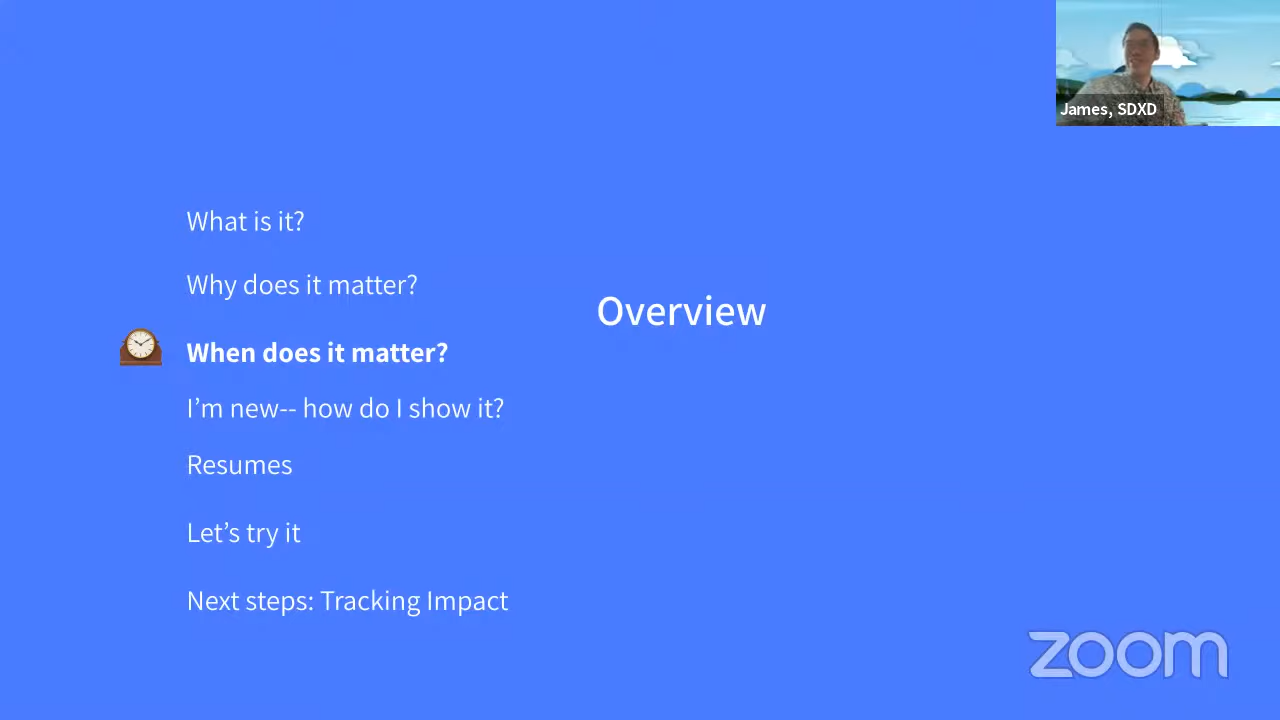 James, SDXD
What is it?
Why does it matter?
Overview
When does it matter?
I'm new-- how do I show it?
Resumes
Let's try it
Next steps: Tracking Impact
zoom